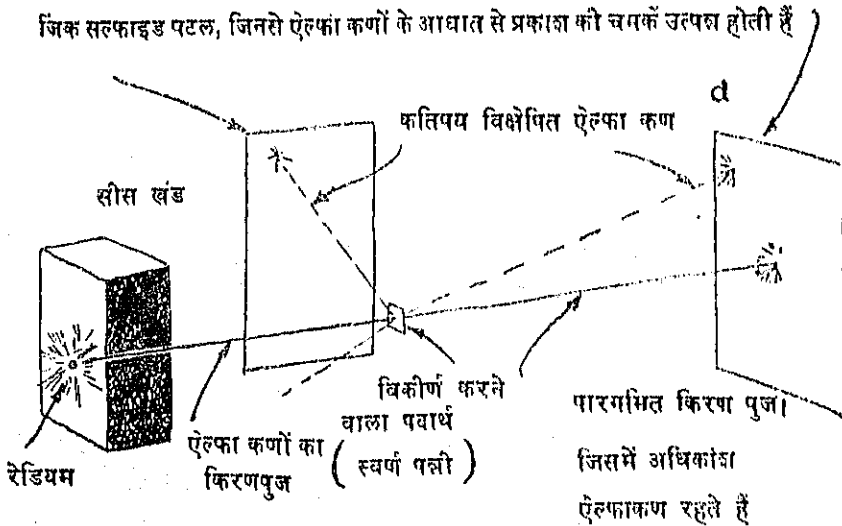 जिंक सल्फाइड पटल, जिनसे ऐल्फा कणों के आघात से प्रकाश की चमकें उत्पन्न होती हैं
d
कतिपय विक्षेपित ऐल्फा कण
सीस खंड
विकीर्ण करने
वाला पदार्थ
(स्वर्ण पन्नी)
पारगमित किरण पुंज।
जिसमें अधिकांश
ऐल्फाकण रहते हैं
ऐल्फा कणों का
किरणपुंज
रेडियम